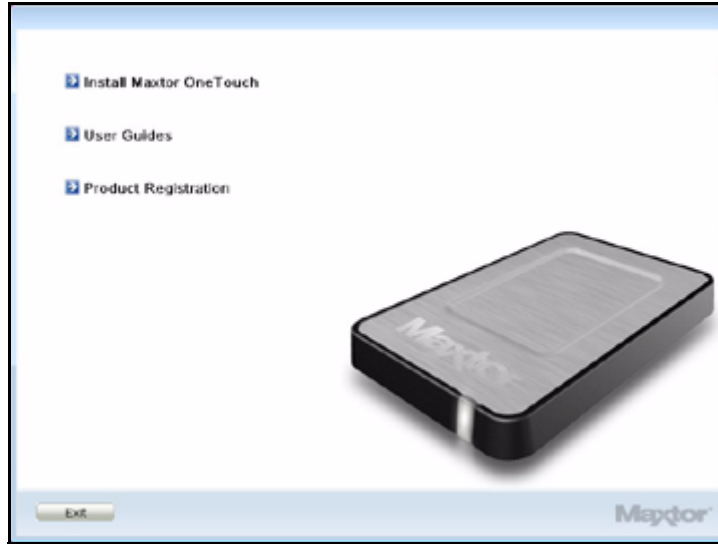 Install Maxtor OneTouch
User Guides
Product Registration
Maxtor
Exit
Maxtor